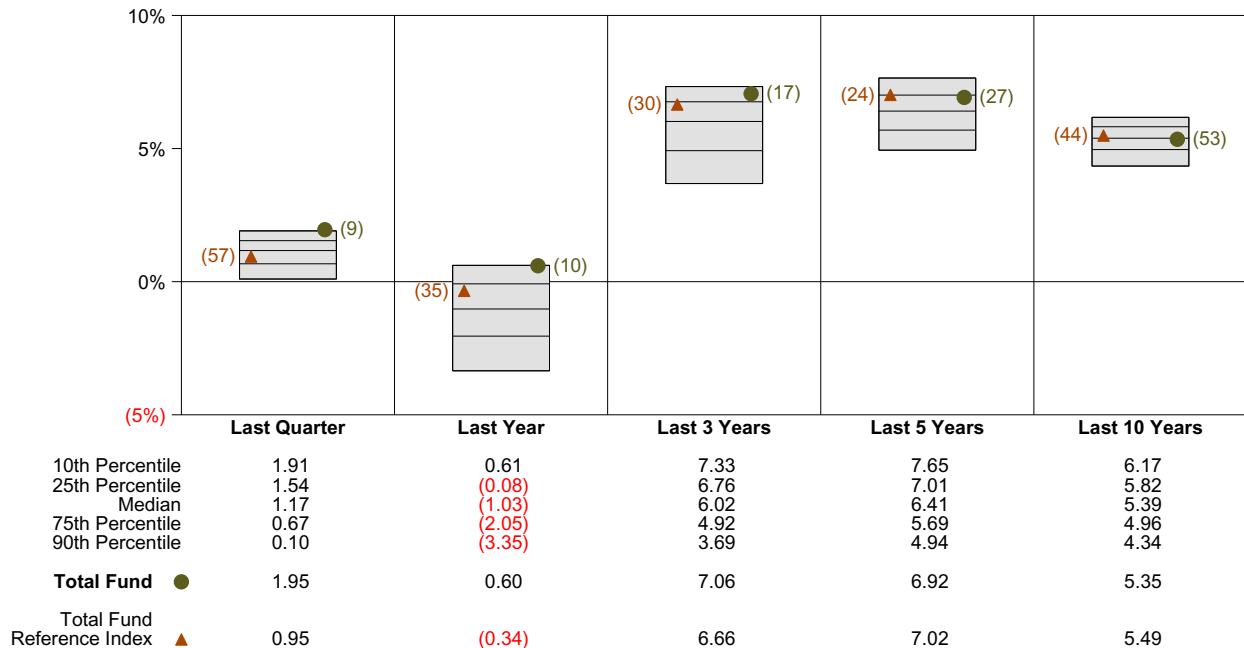 10%
5%
0%
(5%)
(57)
(9)
(35)
(10)
(30)
(17)
(24)
(27)
(44)
(53)
Last Quarter Last Year Last 3 Years Last 5 Years Last 10 Years
10th Percentile 1.91 0.61 7.33 7.65 6.17
25th Percentile 1.54 (0.08) 6.76 7.01 5.82
Median 1.17 (1.03) 6.02 6.41 5.39
75th Percentile 0.67 (2.05) 4.92 5.69 4.96
90th Percentile 0.10 (3.35) 3.69 4.94 4.34
Total Fund 1.95 0.60 7.06 6.92 5.35
Total Fund
Reference Index 0.95 (0.34) 6.66 7.02 5.49